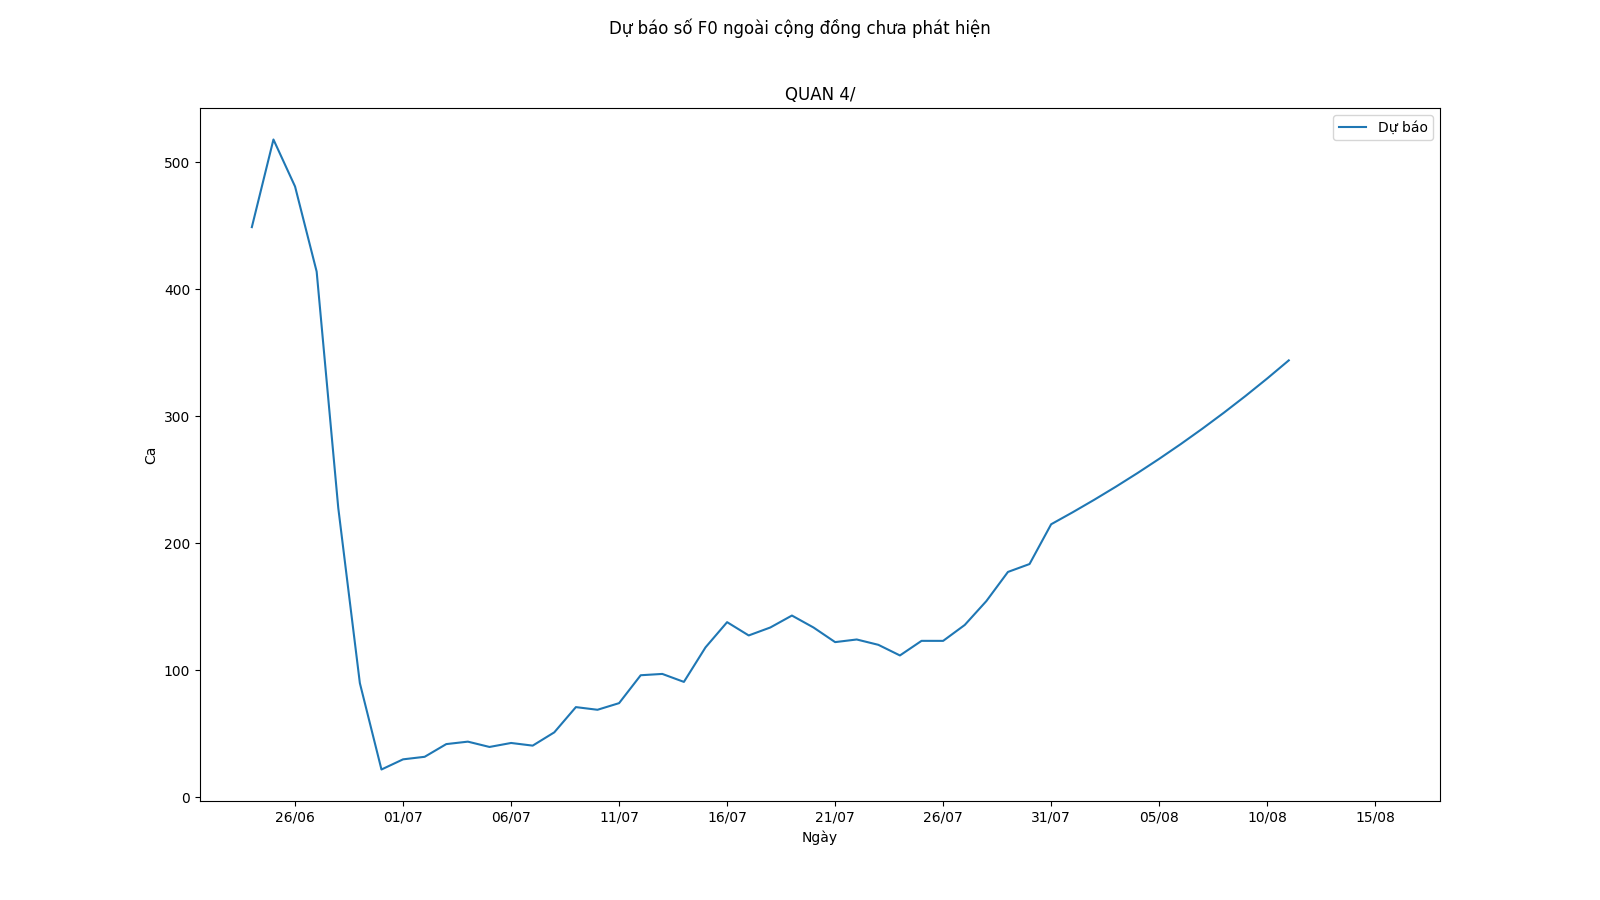 Dự báo số F0 ngoài cộng đồng chưa phát hiện
QUAN 4/
Dự báo
500
400
300
200
100
0
Ca
26/06 01/07 06/07 11/07 16/07 21/07 26/07 31/07 05/08 10/08 15/08
Ngày